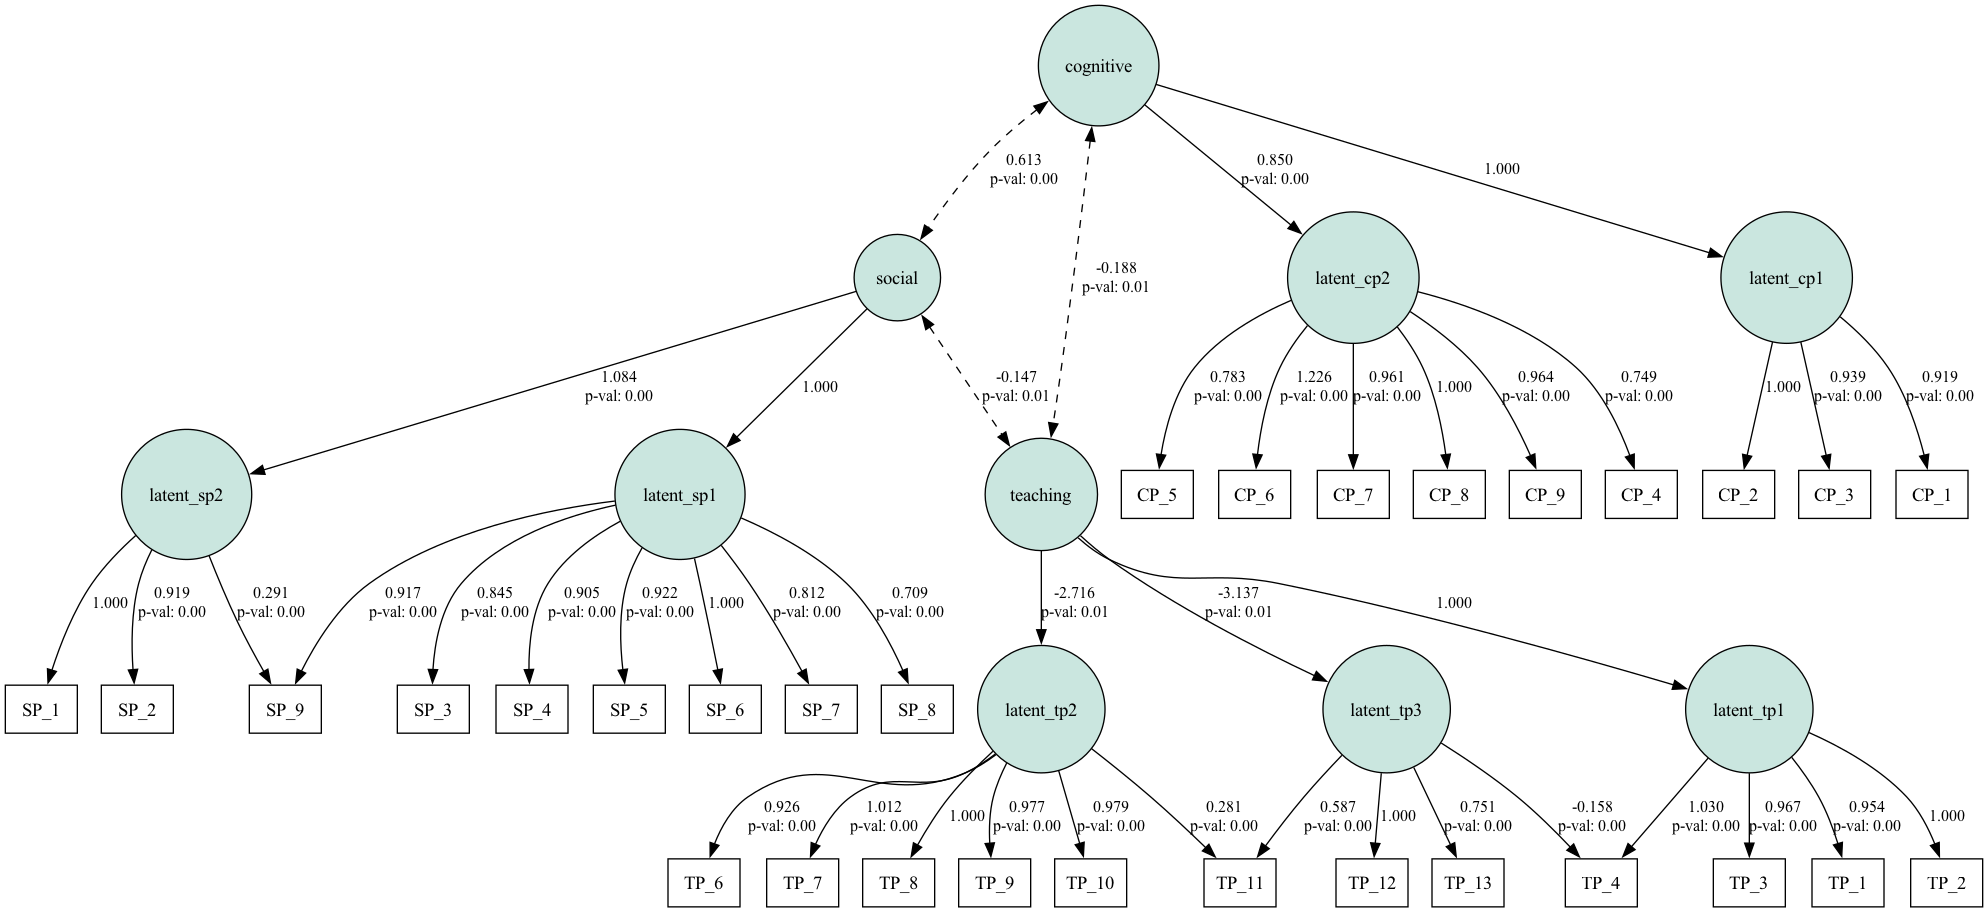 cognitive
0.613
p-val: 0.00
0.850
p-val: 0.00
1.000
-0.188
p-val: 0.01
social
latent_cp2
latent_cp1
1.084
p-val: 0.00
1.000
-0.147
p-val: 0.01
0.783
p-val: 0.00
1.226
p-val: 0.00
0.961
p-val: 0.00
1.000
0.964
p-val: 0.00
0.749
p-val: 0.00
1.000
0.939
p-val: 0.00
0.919
p-val: 0.00
latent_sp2
latent_sp1
teaching
CP_5
CP_6
CP_7
CP_8
CP_9
CP_4
CP_2
CP_3
CP_1
1.000
0.919
p-val: 0.00
0.291
p-val: 0.00
0.917
p-val: 0.00
0.845
p-val: 0.00
0.905
p-val: 0.00
0.922
p-val: 0.00
1.000
0.812
p-val: 0.00
0.709
p-val: 0.00
-2.716
p-val: 0.01
-3.137
p-val: 0.01
1.000
SP_1
SP_2
SP_9
SP_3
SP_4
SP_5
SP_6
SP_7
SP_8
latent_tp2
latent_tp3
latent_tp1
0.926
p-val: 0.00
1.012
p-val: 0.00
1.000
0.977
p-val: 0.00
0.979
p-val: 0.00
0.281
p-val: 0.00
0.587
p-val: 0.00
1.000
0.751
p-val: 0.00
-0.158
p-val: 0.00
1.030
p-val: 0.00
0.967
p-val: 0.00
0.954
p-val: 0.00
1.000
TP_6
TP_7
TP_8
TP_9
TP_10
TP_11
TP_12
TP_13
TP_4
TP_3
TP_1
TP_2